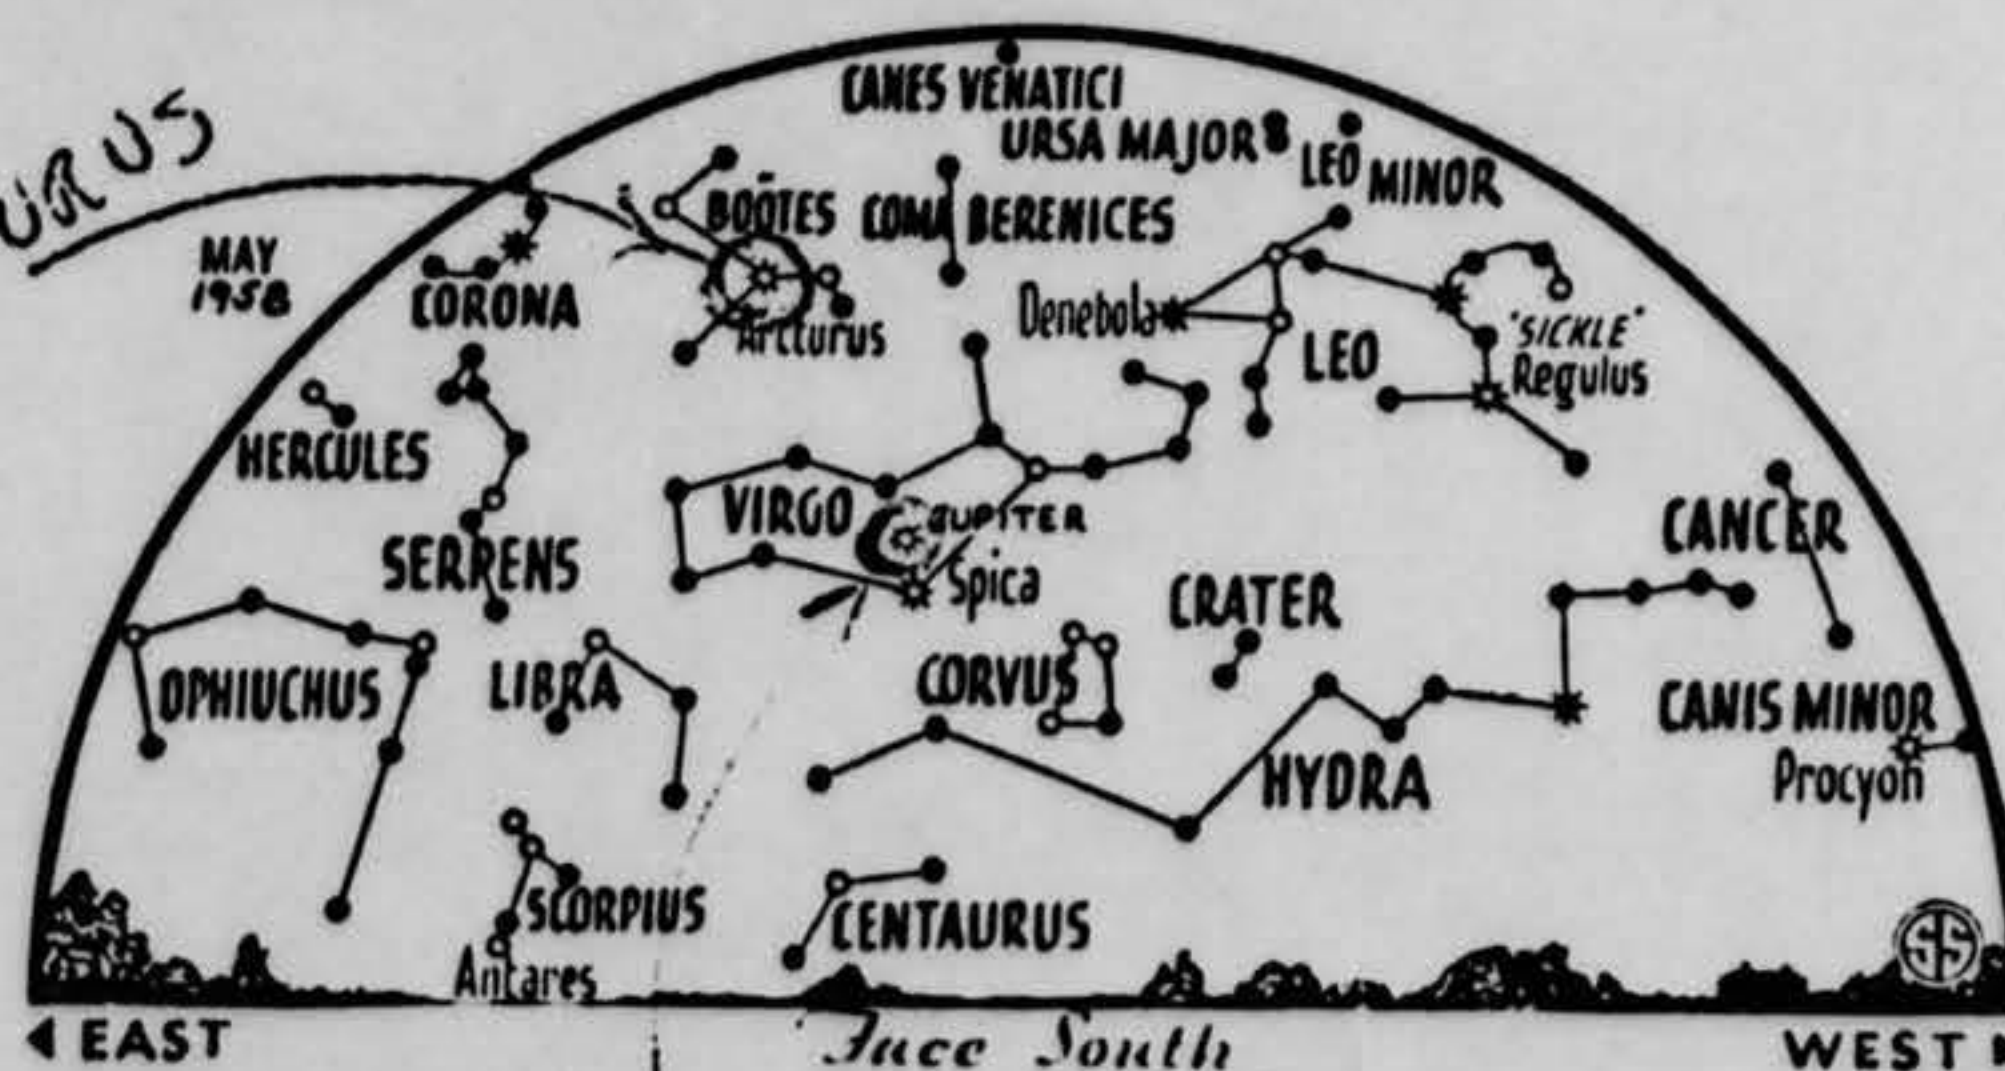 CANES VENATICI
URSA MAJOR
LEO MINOR
URUS
BOÖTES
COMA BERENICES
MAY
1958
CORONA
Denebola
Arcturus
"SICKLE"
LEO
Regulus
HERCULES
VIRGO
JUPITER
CANCER
SERPENS
Spica
CRATER
OPHIUCHUS
LIBRA
CORVUS
CANIS MINOR
Procyon
HYDRA
SCORPIUS
CENTAURUS
SS
Antares
EAST
Face South
WEST